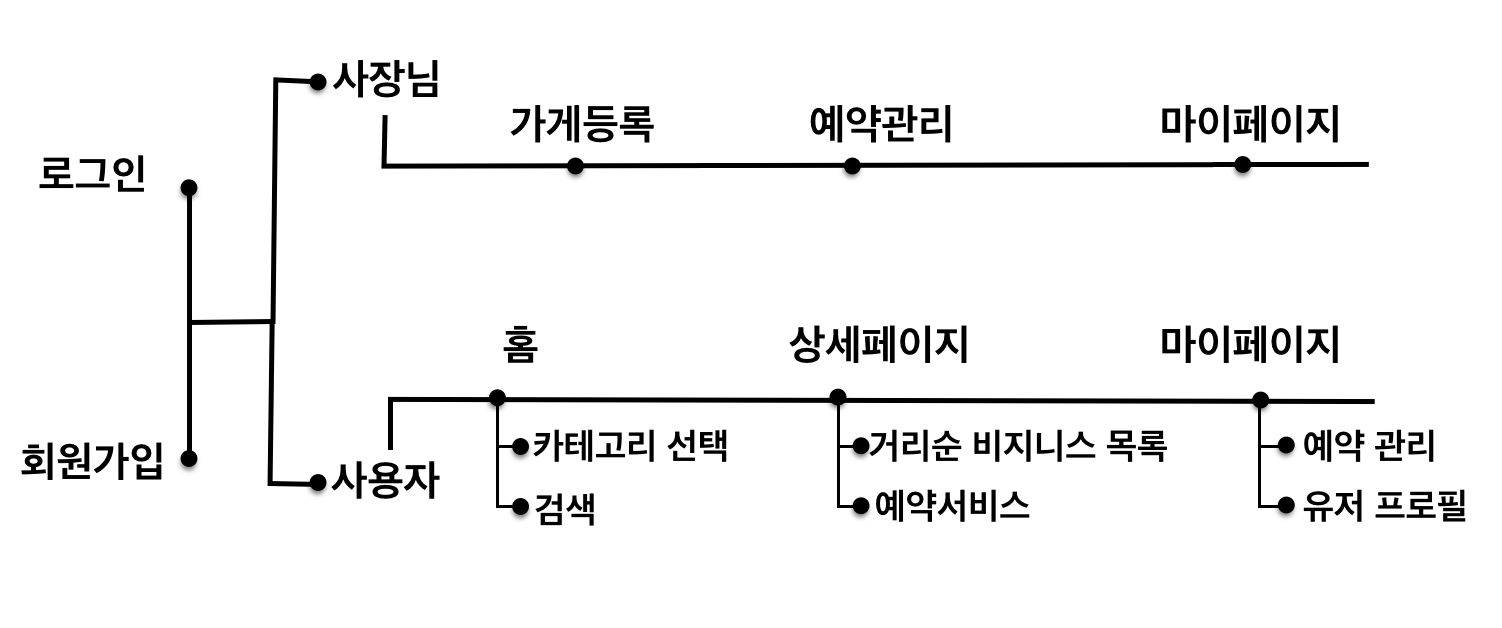 사장님
가게등록
예약관리
마이페이지
로그인
회원가입
사용자
홈
상세페이지
마이페이지
카테고리 선택
검색
거리순 비지니스 목록
예약서비스
예약 관리
유저 프로필